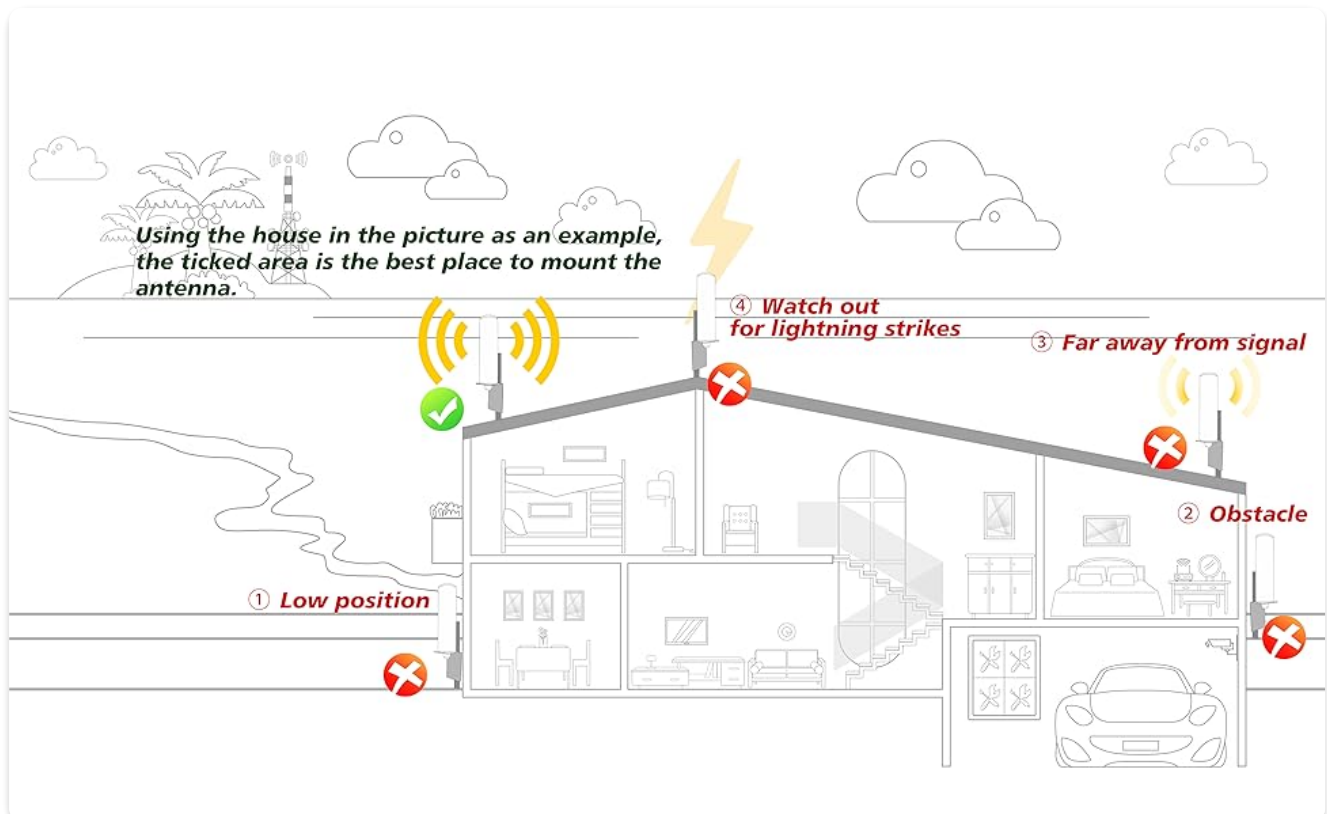 Using the house in the picture as an example,
the ticked area is the best place to mount the
antenna.
④ Watch out
for lightning strikes
③ Far away from signal
② Obstacle
① Low position